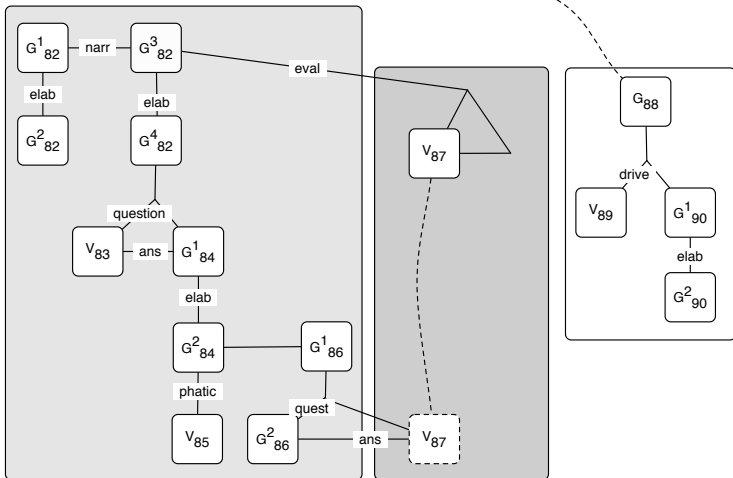 G¹₈₂ narr G³₈₂
eval
elab elab
G²₈₂ G⁴₈₂
question
V₈₃ ans G¹₈₄
elab
G²₈₄ G¹₈₆
phatic
quest
V₈₅ G²₈₆ ans V₈₇
V₈₇
G₈₈
drive
V₈₉ G¹₉₀
elab
G²₉₀